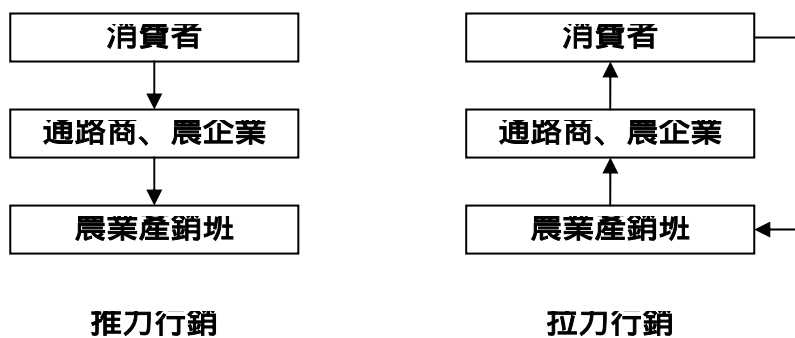 消費者
通路商、農企業
農業產銷班
推力行銷
消費者
通路商、農企業
農業產銷班
拉力行銷